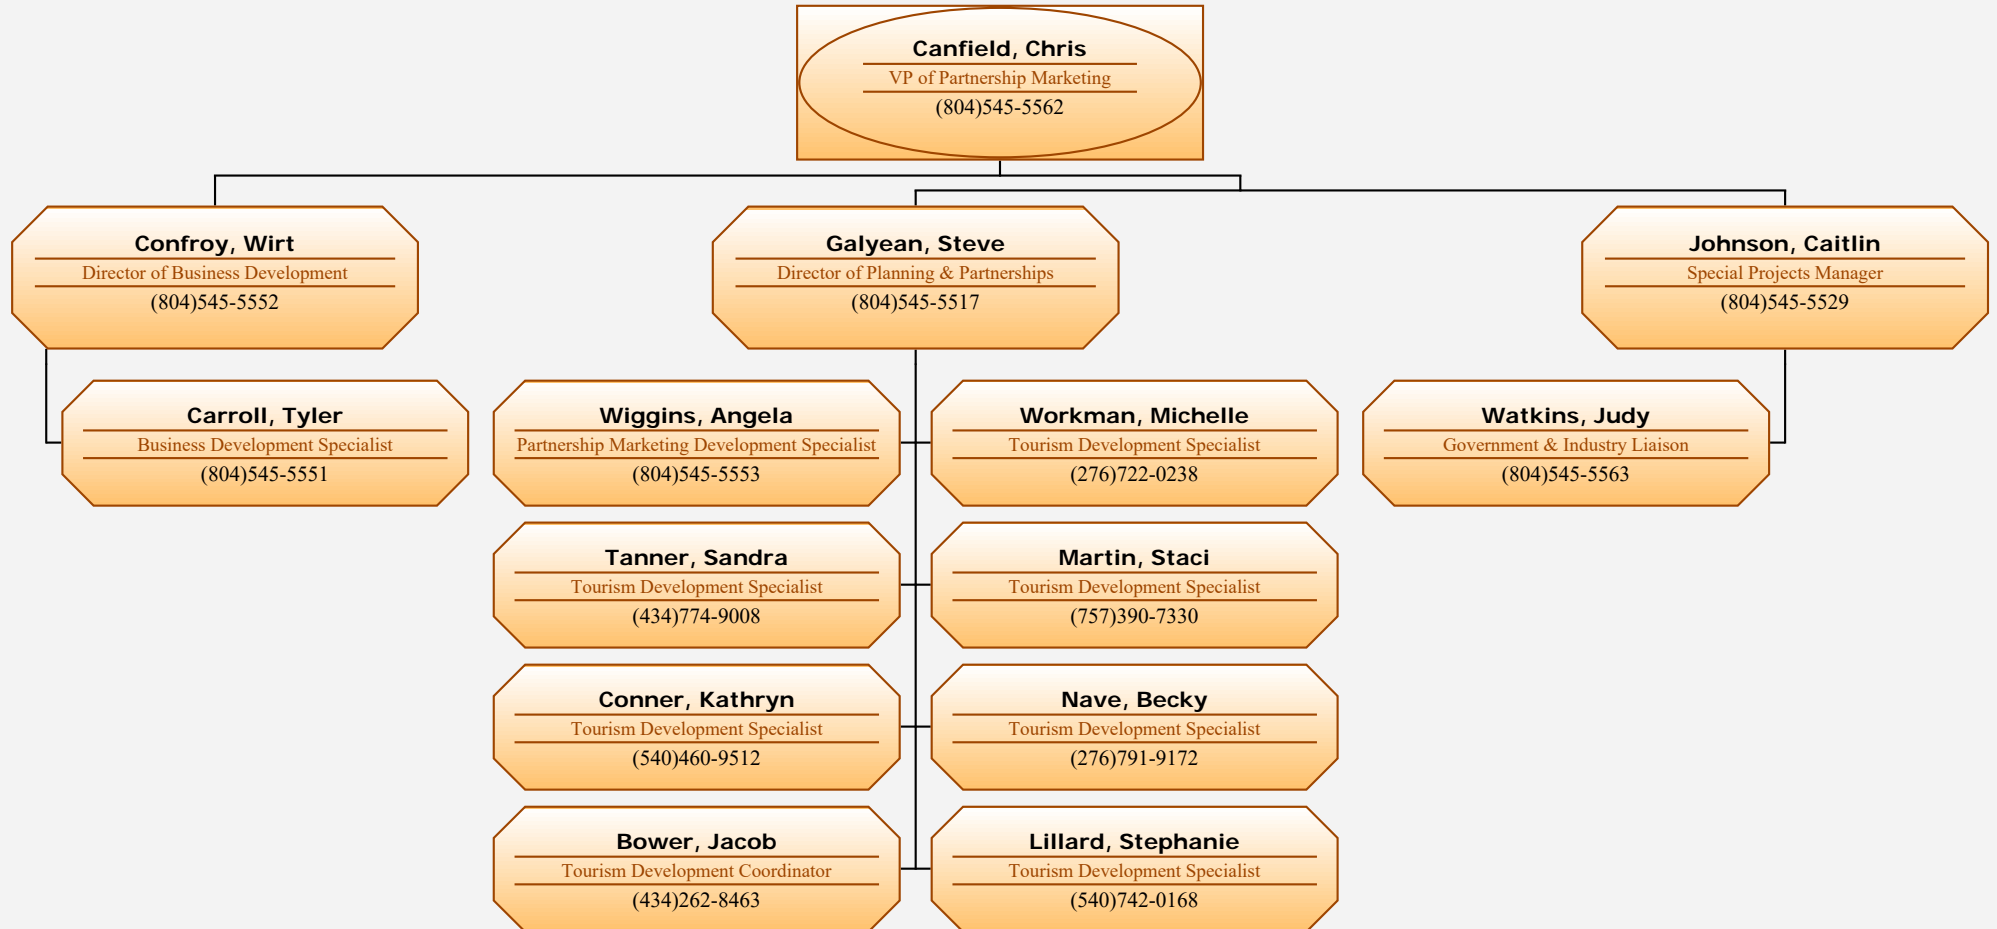 Canfield, Chris
VP of Partnership Marketing
(804)545-5562
Confroy, Wirt
Director of Business Development
(804)545-5552
Galyean, Steve
Director of Planning & Partnerships
(804)545-5517
Johnson, Caitlin
Special Projects Manager
(804)545-5529
Carroll, Tyler
Business Development Specialist
(804)545-5551
Wiggins, Angela
Partnership Marketing Development Specialist
(804)545-5553
Workman, Michelle
Tourism Development Specialist
(276)722-0238
Watkins, Judy
Government & Industry Liaison
(804)545-5563
Tanner, Sandra
Tourism Development Specialist
(434)774-9008
Martin, Staci
Tourism Development Specialist
(757)390-7330
Conner, Kathryn
Tourism Development Specialist
(540)460-9512
Nave, Becky
Tourism Development Specialist
(276)791-9172
Bower, Jacob
Tourism Development Coordinator
(434)262-8463
Lillard, Stephanie
Tourism Development Specialist
(540)742-0168